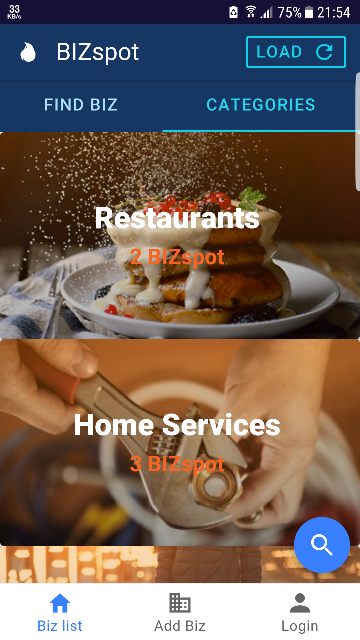 33
KB/s
75% 21:54
BIZspot
LOAD
FIND BIZ
CATEGORIES
Restaurants
2 BIZspot
Home Services
3 BIZspot
Biz list
Add Biz
Login